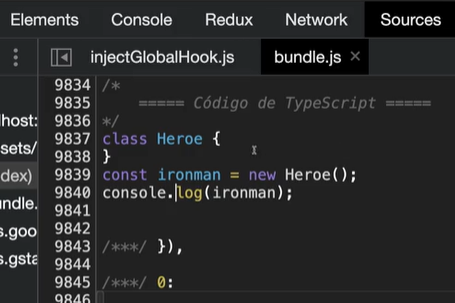 Elements Console Redux Network Sources
injectGlobalHook.js bundle.js ×
9834 /*
9835 ===== Código de TypeScript =====
lhost:
9836 */
9837 class Heroe {
sets/
9838 }
dex)
9839 const ironman = new Heroe();
9840 console.log(ironman);
undle.
9841
9842
s.goo
9843 /***/ }),
9844
s.gsta
9845 /***/ 0:
9846